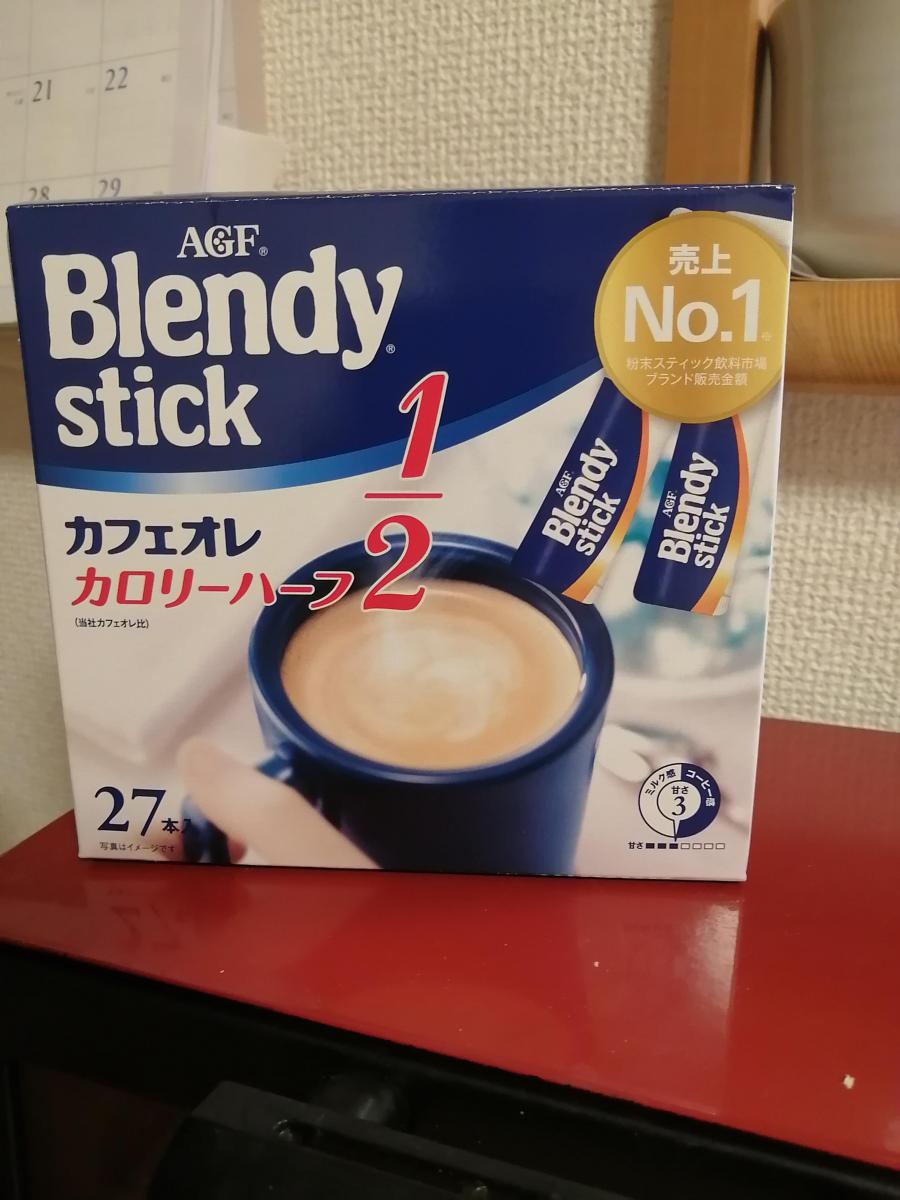 21
22
28
29
AGF®
Blendy®
stick
売上
No.1※
粉末スティック飲料市場
ブランド販売金額
1
2
カフェオレ
カロリーハーフ
(当社カフェオレ比)
AGF
Blendy
stick
AGF
Blendy
stick
27本入
写真はイメージです
ミルク感
コーヒー感
甘さ
3
甘さ